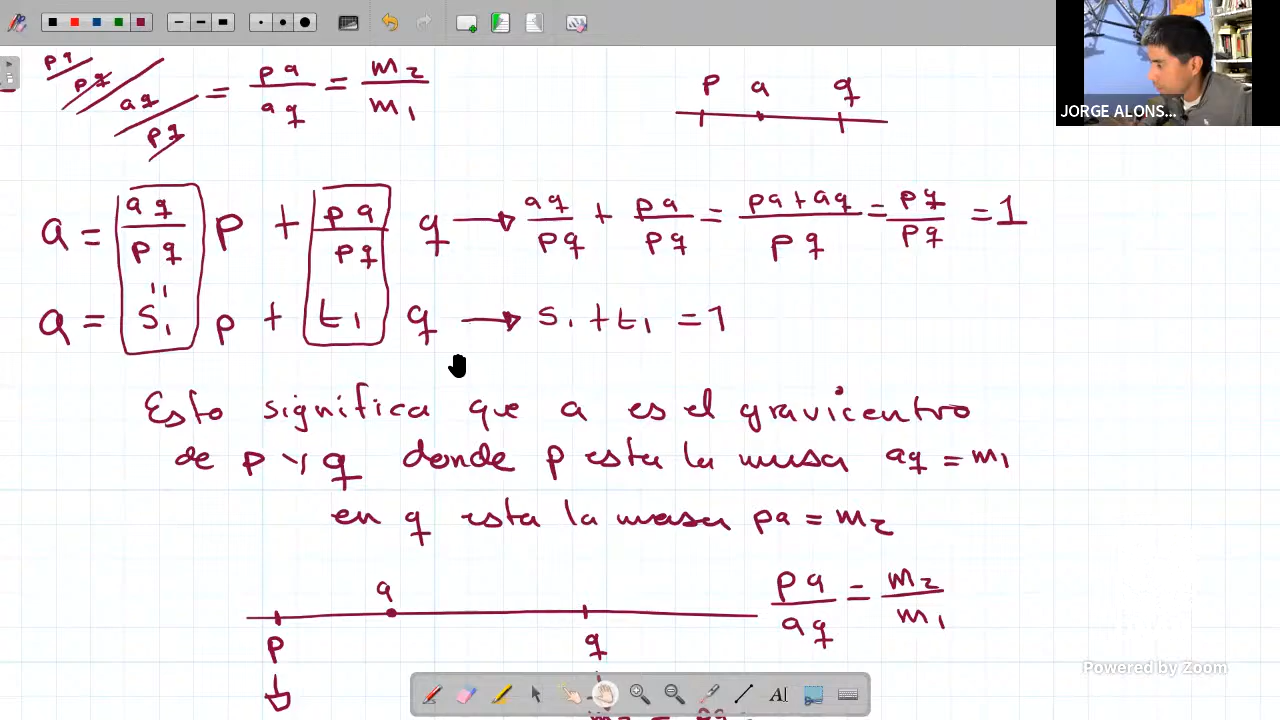 JORGE ALONS...
pq/pq / aq/pq = pa/aq = m2/m1
p a q
a = aq/pq p + pa/pq q → aq/pq + pa/pq = pa+aq/pq = pq/pq = 1
"
a = s1 p + t1 q → s1 + t1 = 1
Esto significa que a es el gravicentro
de p y q donde p esta la masa aq = m1
en q esta la masa pa = m2
a
pa/aq = m2/m1
p q
AI
Powered by Zoom